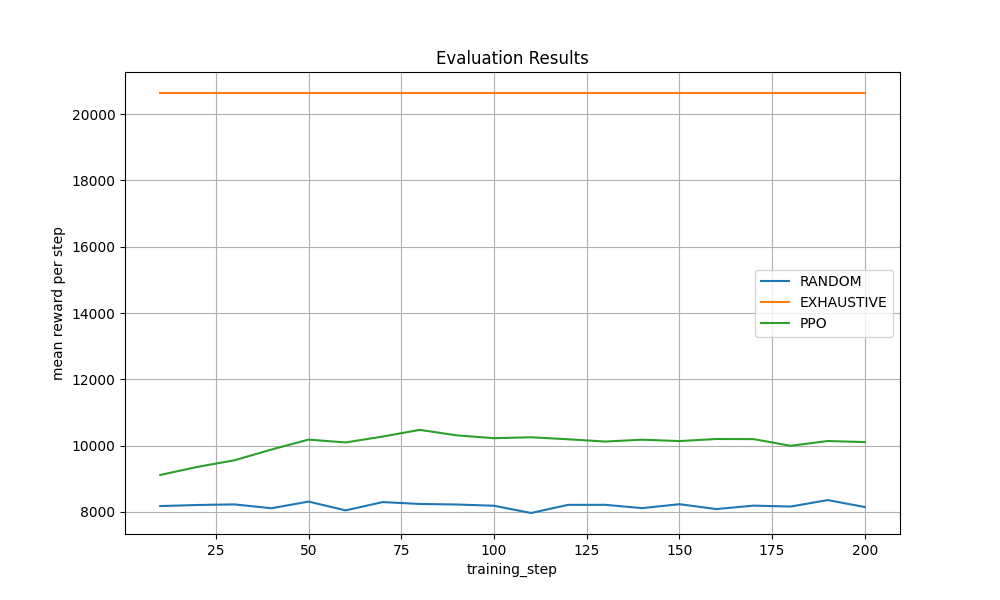 Evaluation Results
mean reward per step
20000
18000
16000
14000
12000
10000
8000
RANDOM
EXHAUSTIVE
PPO
25 50 75 100 125 150 175 200
training_step